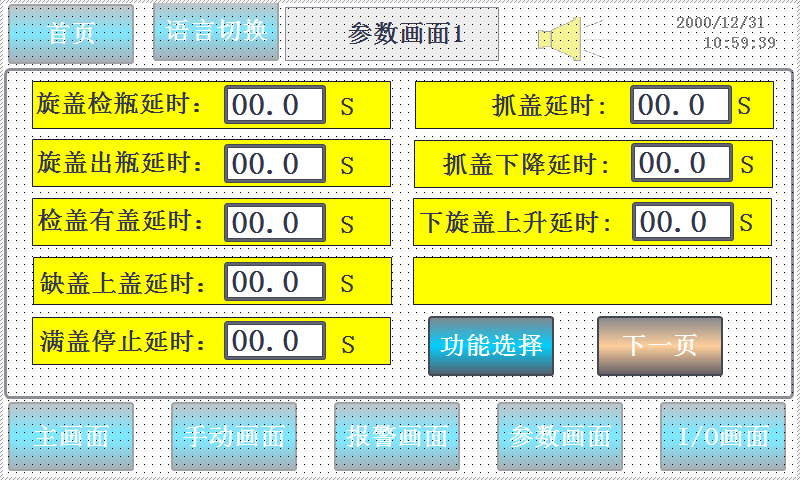 首页
语言切换
参数画面1
2000/12/31
10:59:39
旋盖检瓶延时: 00.0 S
抓盖延时: 00.0 S
旋盖出瓶延时: 00.0 S
抓盖下降延时: 00.0 S
检盖有盖延时: 00.0 S
下旋盖上升延时: 00.0 S
缺盖上盖延时: 00.0 S
满盖停止延时: 00.0 S
功能选择
下一页
主画面
手动画面
报警画面
参数画面
I/O画面